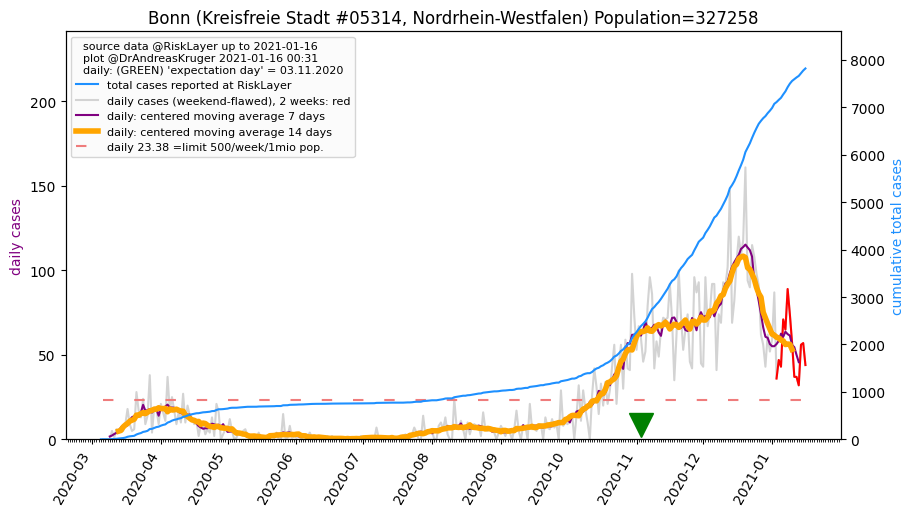 Bonn (Kreisfreie Stadt #05314, Nordrhein-Westfalen) Population=327258
source data @RiskLayer up to 2021-01-16
plot @DrAndreasKruger 2021-01-16 00:31
daily: (GREEN) 'expectation day' = 03.11.2020
total cases reported at RiskLayer
daily cases (weekend-flawed), 2 weeks: red
daily: centered moving average 7 days
daily: centered moving average 14 days
daily 23.38 =limit 500/week/1mio pop.
daily cases
200
150
100
50
0
cumulative total cases
8000
7000
6000
5000
4000
3000
2000
1000
0
2020-03
2020-04
2020-05
2020-06
2020-07
2020-08
2020-09
2020-10
2020-11
2020-12
2021-01